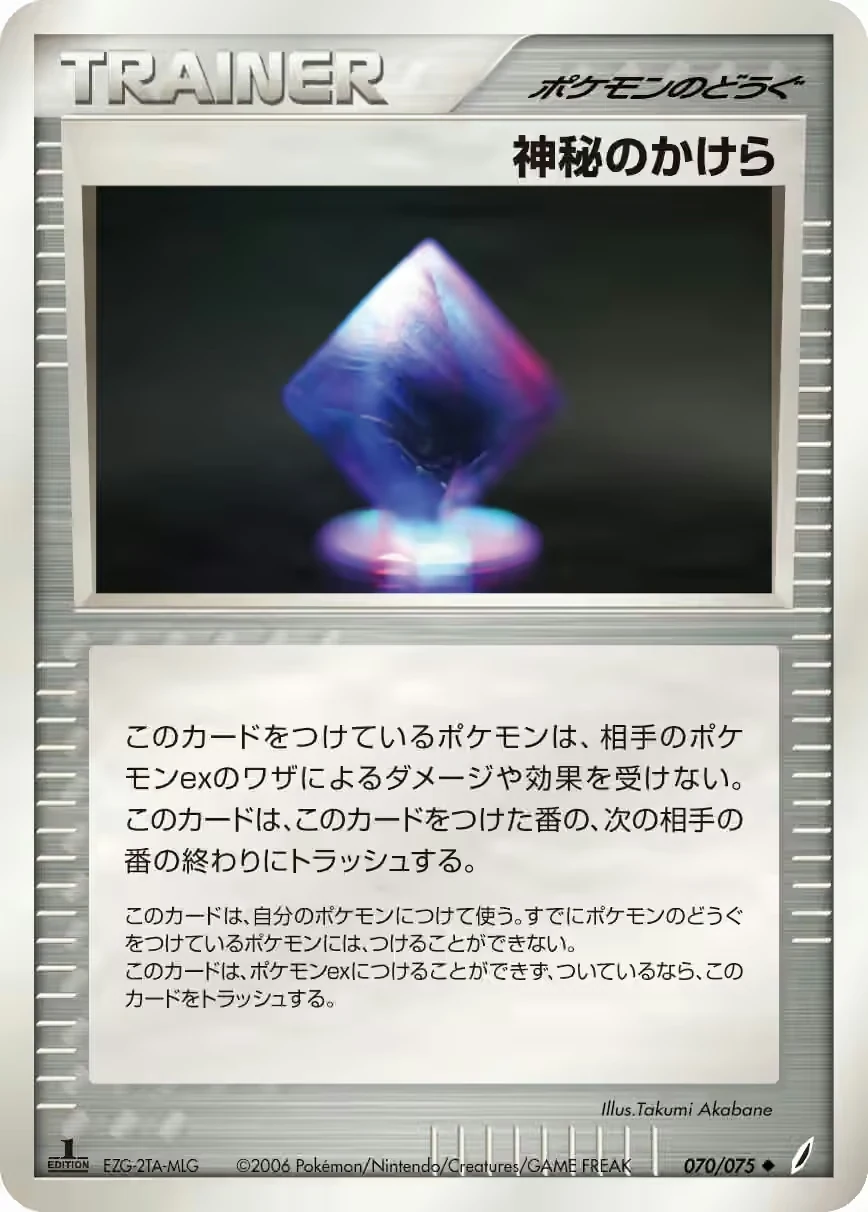 TRAINER
ポケモンのどうぐ
神秘のかけら
このカードをつけているポケモンは、相手のポケ
モンexのワザによるダメージや効果を受けない。
このカードは、このカードをつけた番の、次の相手の
番の終わりにトラッシュする。
このカードは、自分のポケモンにつけて使う。すでにポケモンのどうぐ
をつけているポケモンには、つけることができない。
このカードは、ポケモンexにつけることができず、ついているなら、この
カードをトラッシュする。
Illus.Takumi Akabane
1 EDITION EZG-2TA-MLG ©2006 Pokémon/Nintendo/Creatures/GAME FREAK 070/075 ◆